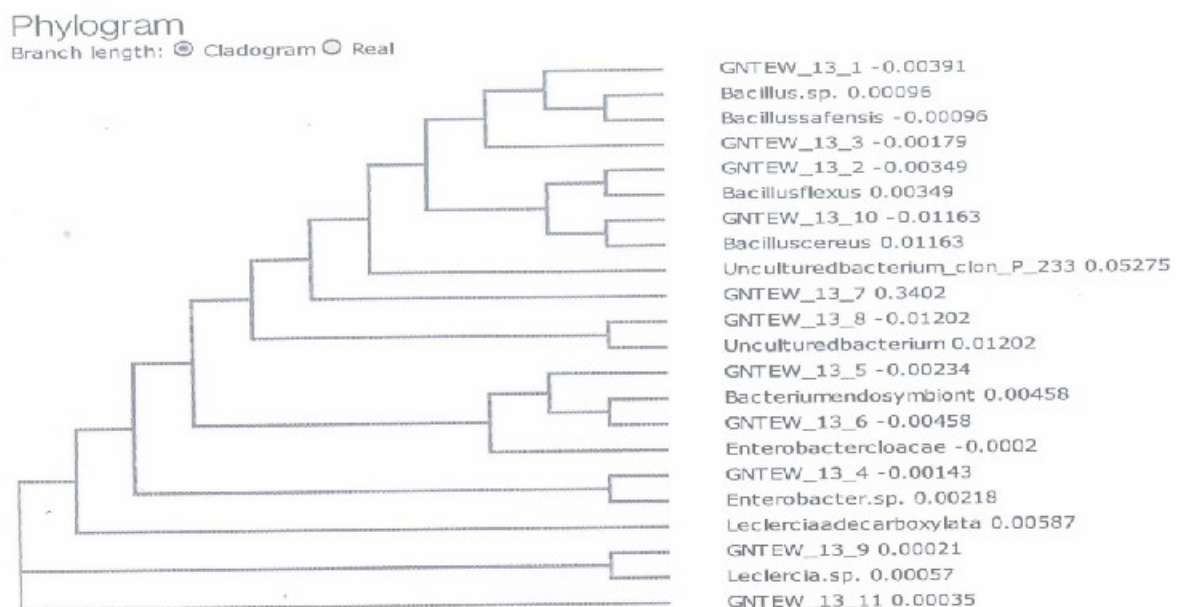 Phylogram
Branch length: Cladogram Real
GNTEW_13_1 -0.00391
Bacillus.sp. 0.00096
Bacillussafensis -0.00096
GNTEW_13_3 -0.00179
GNTEW_13_2 -0.00349
Bacillusflexus 0.00349
GNTEW_13_10 -0.01163
Bacilluscereus 0.01163
Unculturedbacterium_clon_P_233 0.05275
GNTEW_13_7 0.3402
GNTEW_13_8 -0.01202
Unculturedbacterium 0.01202
GNTEW_13_5 -0.00234
Bacteriumendosymbiont 0.00458
GNTEW_13_6 -0.00458
Enterobactercloacae -0.0002
GNTEW_13_4 -0.00143
Enterobacter.sp. 0.00218
Leclerciaadecarboxylata 0.00587
GNTEW_13_9 0.00021
Leclercia.sp. 0.00057
GNTEW_13_11 0.00035